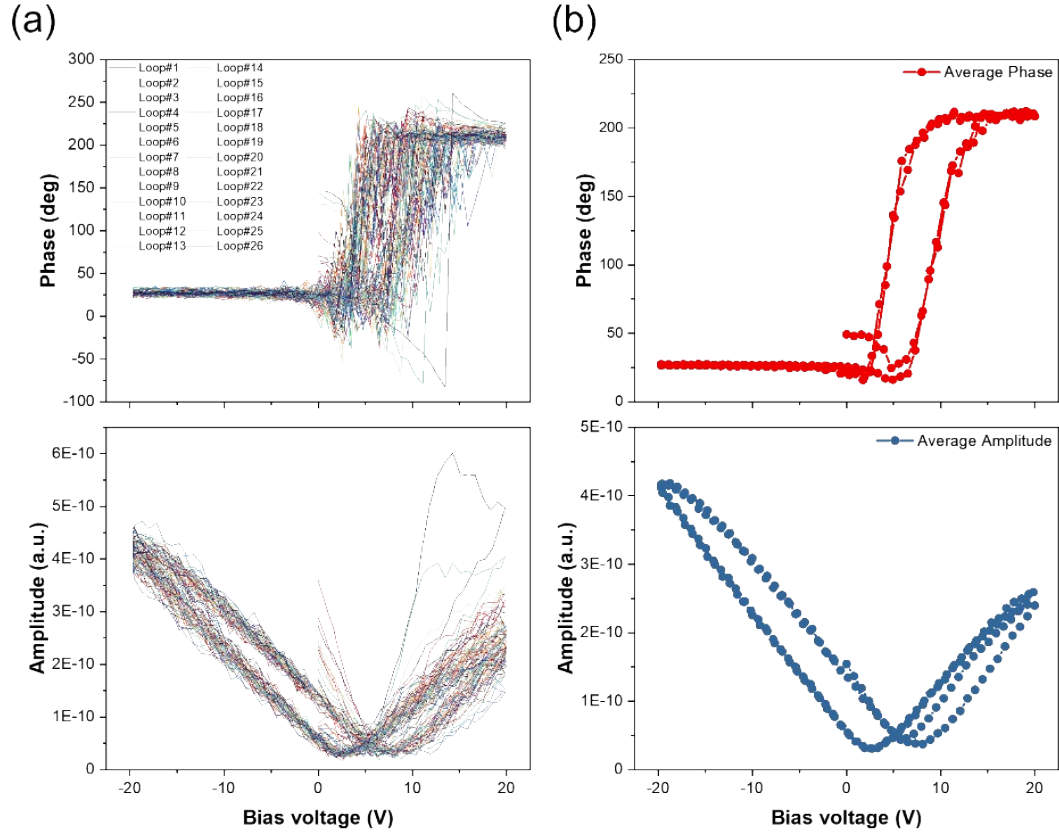 (a)
(b)
300
250
200
150
100
50
0
-50
-100
Phase (deg)
Loop#1 Loop#14
Loop#2 Loop#15
Loop#3 Loop#16
Loop#4 Loop#17
Loop#5 Loop#18
Loop#6 Loop#19
Loop#7 Loop#20
Loop#8 Loop#21
Loop#9 Loop#22
Loop#10 Loop#23
Loop#11 Loop#24
Loop#12 Loop#25
Loop#13 Loop#26
250
200
150
100
50
0
Phase (deg)
Average Phase
6E-10
5E-10
4E-10
3E-10
2E-10
1E-10
0
Amplitude (a.u.)
-20 -10 0 5 10 20
Bias voltage (V)
5E-10
4E-10
3E-10
2E-10
1E-10
0
Amplitude (a.u.)
Average Amplitude
-20 -10 0 10 20
Bias voltage (V)